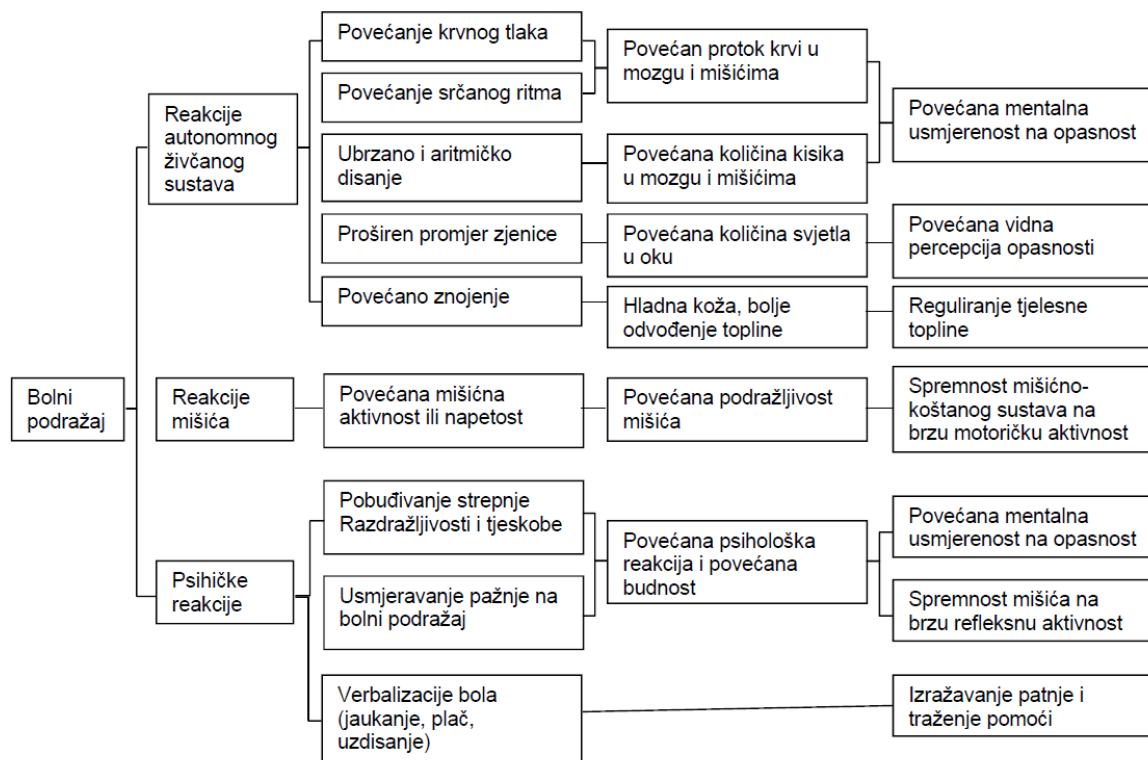 Bolni
podražaj
Reakcije
autonomnog
živčanog
sustava
Povećanje krvnog tlaka
Povećanje srčanog ritma
Povećan protok krvi u
mozgu i mišićima
Ubrzano i aritmičko
disanje
Povećana količina kisika
u mozgu i mišićima
Povećana mentalna
usmjerenost na opasnost
Proširen promjer zjenice
Povećana količina svjetla
u oku
Povećana vidna
percepcija opasnosti
Povećano znojenje
Hladna koža, bolje
odvođenje topline
Reguliranje tjelesne
topline
Reakcije
mišića
Povećana mišićna
aktivnost ili napetost
Povećana podražljivost
mišića
Spremnost mišićno-
koštanog sustava na
brzu motoričku aktivnost
Psihičke
reakcije
Pobuđivanje strepnje
Razdražljivosti i tjeskobe
Usmjeravanje pažnje na
bolni podražaj
Povećana psihološka
reakcija i povećana
budnost
Povećana mentalna
usmjerenost na opasnost
Spremnost mišića na
brzu refleksnu aktivnost
Verbalizacije bola
(jaukanje, plač,
uzdisanje)
Izražavanje patnje i
traženje pomoći